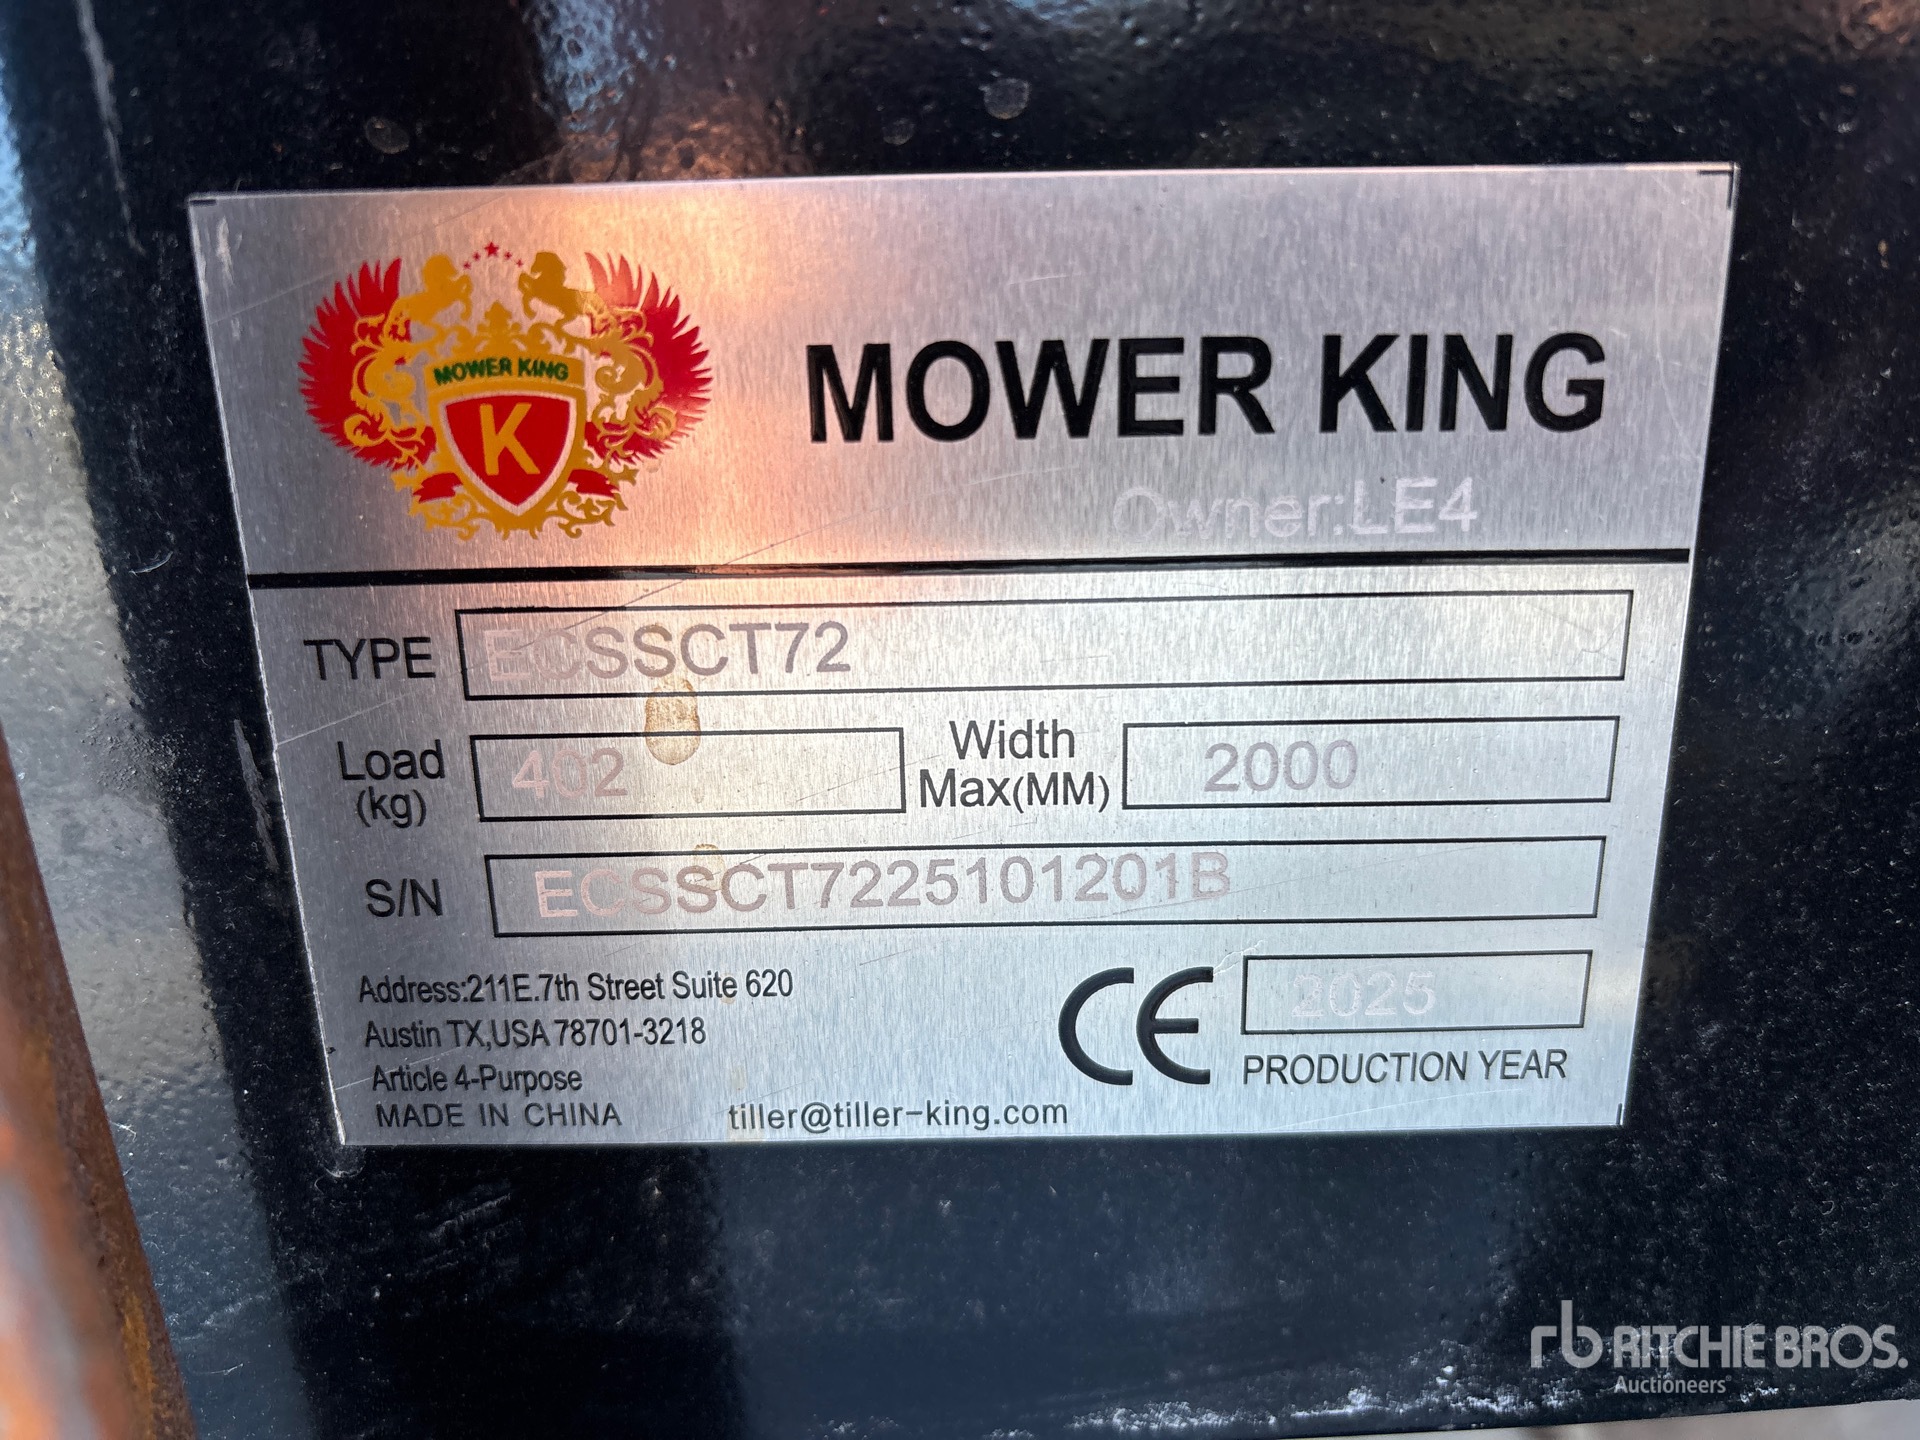 MOWER KING
K
MOWER KING
Owner:LE4
TYPE ECSSCT72
Load (kg) 402 Width Max(MM) 2000
S/N ECSSCT7225101201B
Address:211E.7th Street Suite 620
Austin TX,USA 78701-3218
Article 4-Purpose
MADE IN CHINA tiller@tiller-king.com
CE 2025
PRODUCTION YEAR
rb RITCHIE BROS.
Auctioneers